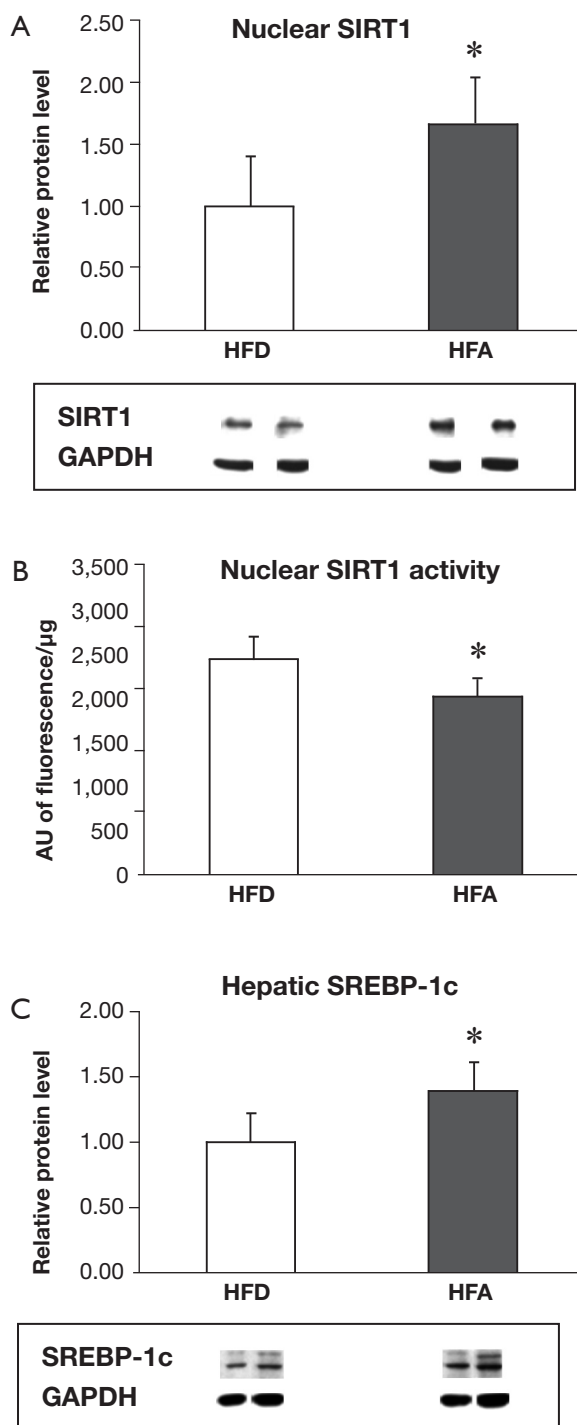 A
Nuclear SIRT1
Relative protein level
2.50
2.00
1.50
1.00
0.50
0.00
*
HFD HFA
SIRT1
GAPDH
B
Nuclear SIRT1 activity
AU of fluorescence/µg
3,500
3,000
2,500
2,000
1,500
1,000
500
0
*
HFD HFA
C
Hepatic SREBP-1c
Relative protein level
2.00
1.50
1.00
0.50
0.00
*
HFD HFA
SREBP-1c
GAPDH